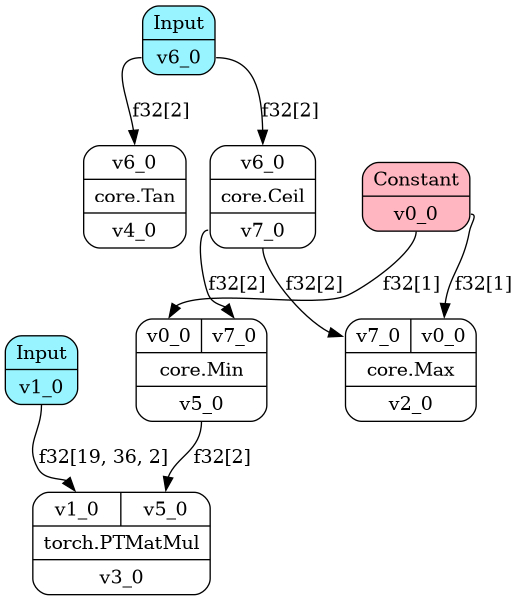 Input
v6_0
f32[2]
f32[2]
v6_0
core.Tan
v4_0
v6_0
core.Ceil
v7_0
Constant
v0_0
f32[2]
f32[2]
f32[1]
f32[1]
Input
v1_0
v0_0 v7_0
core.Min
v5_0
v7_0 v0_0
core.Max
v2_0
f32[19, 36, 2]
f32[2]
v1_0 v5_0
torch.PTMatMul
v3_0